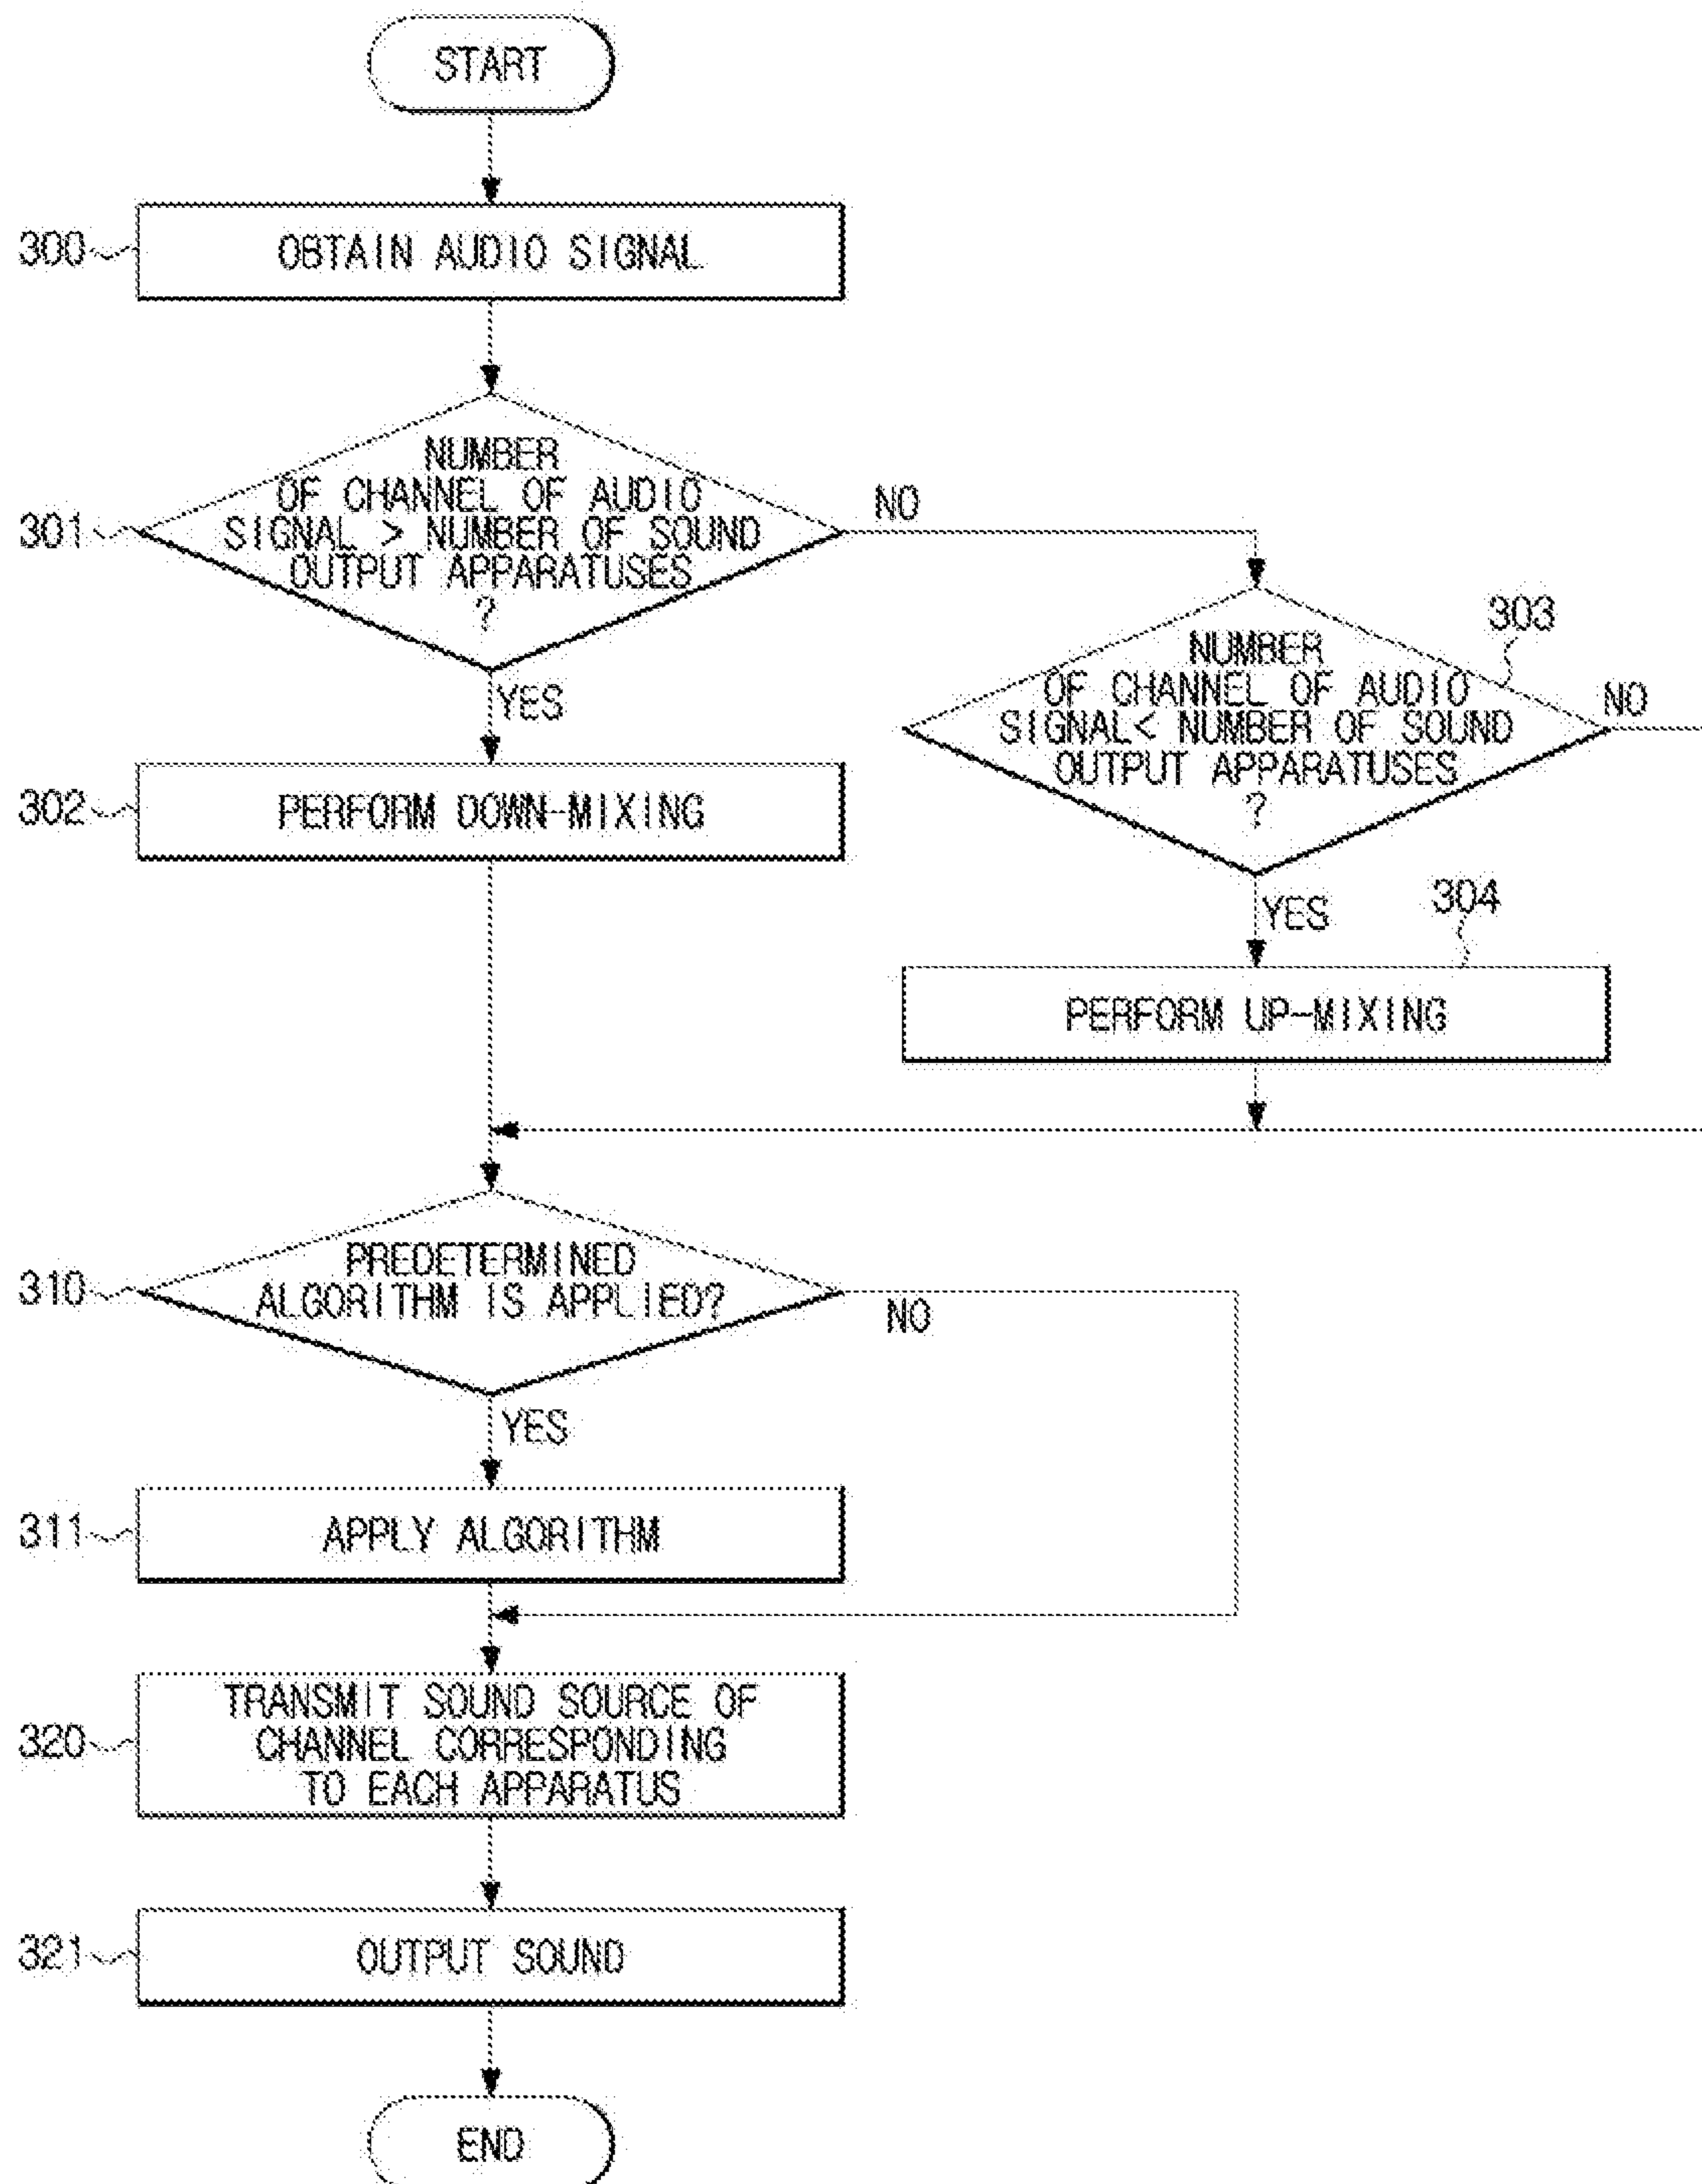 START
300
OBTAIN AUDIO SIGNAL
301
NUMBER
OF CHANNEL OF AUDIO
SIGNAL > NUMBER OF SOUND
OUTPUT APPARATUSES
?
NO
YES
302
PERFORM DOWN-MIXING
303
NUMBER
OF CHANNEL OF AUDIO
SIGNAL< NUMBER OF SOUND
OUTPUT APPARATUSES
?
NO
YES
304
PERFORM UP-MIXING
310
PREDETERMINED
ALGORITHM IS APPLIED?
NO
YES
311
APPLY ALGORITHM
320
TRANSMIT SOUND SOURCE OF
CHANNEL CORRESPONDING
TO EACH APPARATUS
321
OUTPUT SOUND
END